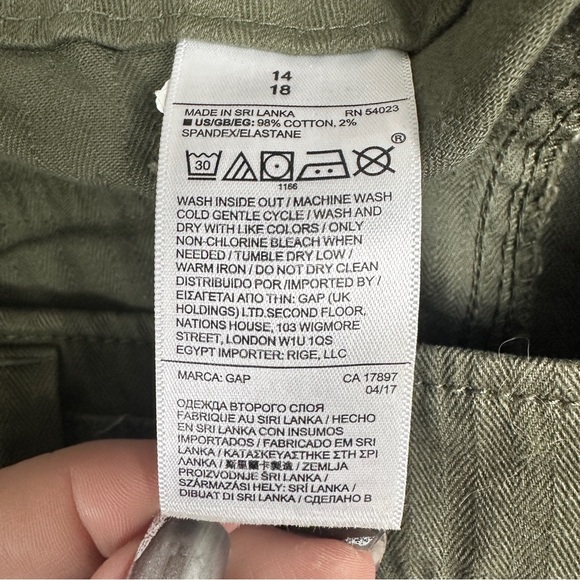 14
18
MADE IN SRI LANKA RN 54023
■ US/GB/EG: 98% COTTON, 2%
SPANDEX/ELASTANE
30
®
1166
WASH INSIDE OUT / MACHINE WASH
COLD GENTLE CYCLE / WASH AND
DRY WITH LIKE COLORS / ONLY
NON-CHLORINE BLEACH WHEN
NEEDED / TUMBLE DRY LOW /
WARM IRON / DO NOT DRY CLEAN
DISTRIBUIDO POR /IMPORTED BY /
ΕΙΣΑΓΕΤΑΙ ΑΠΟ ΤΗΝ: GAP (UK
HOLDINGS) LTD.SECOND FLOOR,
NATIONS HOUSE, 103 WIGMORE
STREET, LONDON W1U 1QS
EGYPT IMPORTER: RIGE, LLC
MARCA: GAP CA 17897
04/17
ОДЕЖДА ВТОРОГО СЛОЯ
FABRIQUE AU SRI LANKA / HECHO
EN SRI LANKA CON INSUMOS
IMPORTADOS / FABRICADO EM SRI
LANKA / ΚΑΤΑΣΚΕΥΑΣΤΗΚΕ ΣΤΗ ΣΡΙ
ΛΑΝΚΑ / 斯里蘭卡製造 / ZEMLJA
PROIZVODNJE ŠRI LANKA /
SZÁRMAZÁSI HELY: SRÍ LANKA /
DIBUAT DI SRI LANKA / СДЕЛАНО В